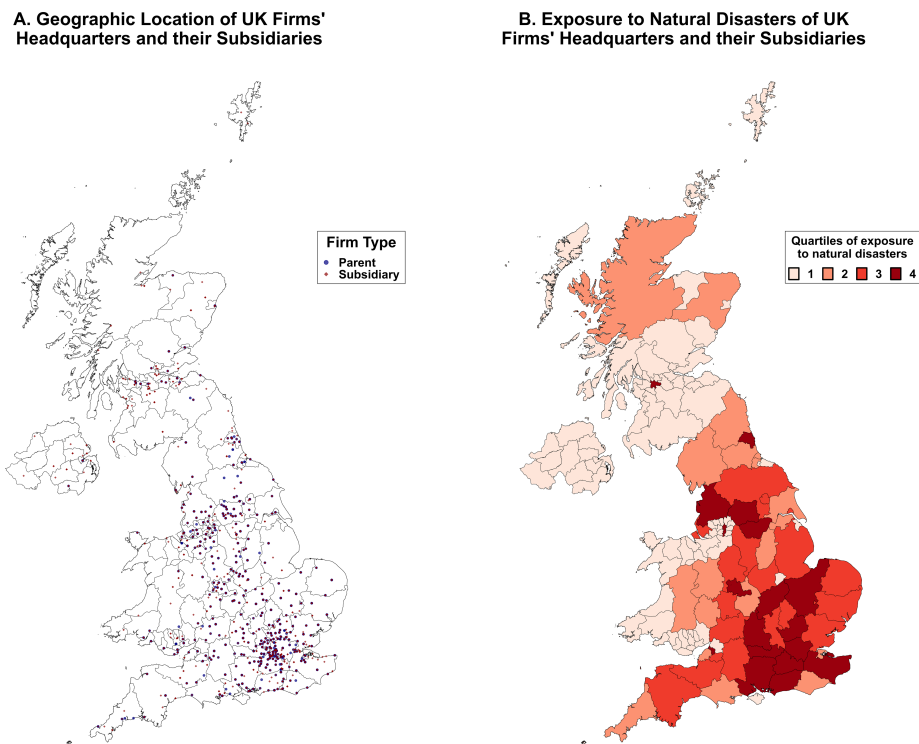 A. Geographic Location of UK Firms'
Headquarters and their Subsidiaries
Firm Type
Parent
Subsidiary
B. Exposure to Natural Disasters of UK
Firms' Headquarters and their Subsidiaries
Quartiles of exposure
to natural disasters
1 2 3 4